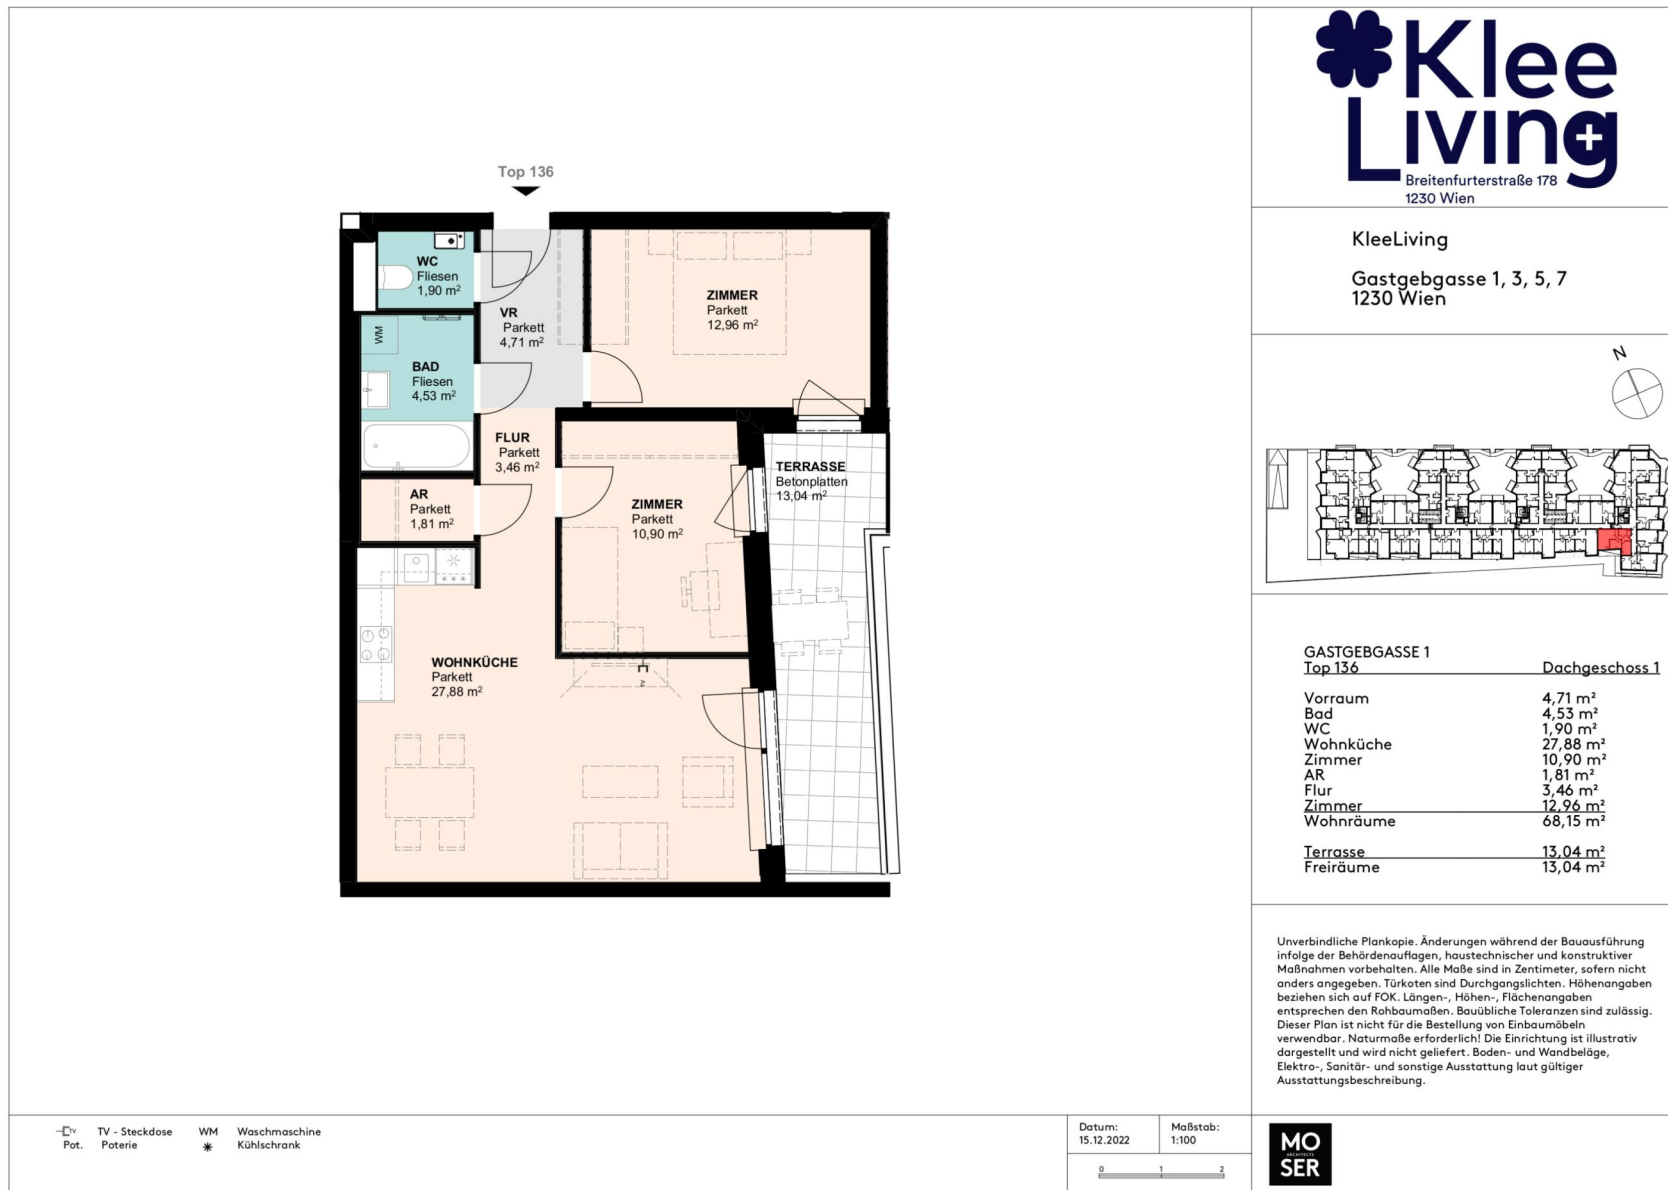 Top 136
WC
Fliesen
1,90 m²
VR
Parkett
4,71 m²
ZIMMER
Parkett
12,96 m²
WM
BAD
Fliesen
4,53 m²
FLUR
Parkett
3,46 m²
AR
Parkett
1,81 m²
ZIMMER
Parkett
10,90 m²
TERRASSE
Betonplatten
13,04 m²
WOHNKÜCHE
Parkett
27,88 m²
Klee
Living
Breitenfurterstraße 178
1230 Wien
KleeLiving
Gastgebgasse 1, 3, 5, 7
1230 Wien
N
GASTGEBGASSE 1
Top 136 Dachgeschoss 1
Vorraum 4,71 m²
Bad 4,53 m²
WC 1,90 m²
Wohnküche 27,88 m²
Zimmer 10,90 m²
AR 1,81 m²
Flur 3,46 m²
Zimmer 12,96 m²
Wohnräume 68,15 m²
Terrasse 13,04 m²
Freiräume 13,04 m²
Unverbindliche Plankopie. Änderungen während der Bauausführung
infolge der Behördenauflagen, haustechnischer und konstruktiver
Maßnahmen vorbehalten. Alle Maße sind in Zentimeter, sofern nicht
anders angegeben. Türkoten sind Durchgangslichten. Höhenangaben
beziehen sich auf FOK. Längen-, Höhen-, Flächenangaben
entsprechen den Rohbaumaßen. Bauübliche Toleranzen sind zulässig.
Dieser Plan ist nicht für die Bestellung von Einbaumöbeln
verwendbar. Naturmaße erforderlich! Die Einrichtung ist illustrativ
dargestellt und wird nicht geliefert. Boden- und Wandbeläge,
Elektro-, Sanitär- und sonstige Ausstattung laut gültiger
Ausstattungsbeschreibung.
TV TV - Steckdose WM Waschmaschine
Pot. Poterie Kühlschrank
Datum: Maßstab:
15.12.2022 1:100
0 1 2
MO
ARCHITECTS
SER